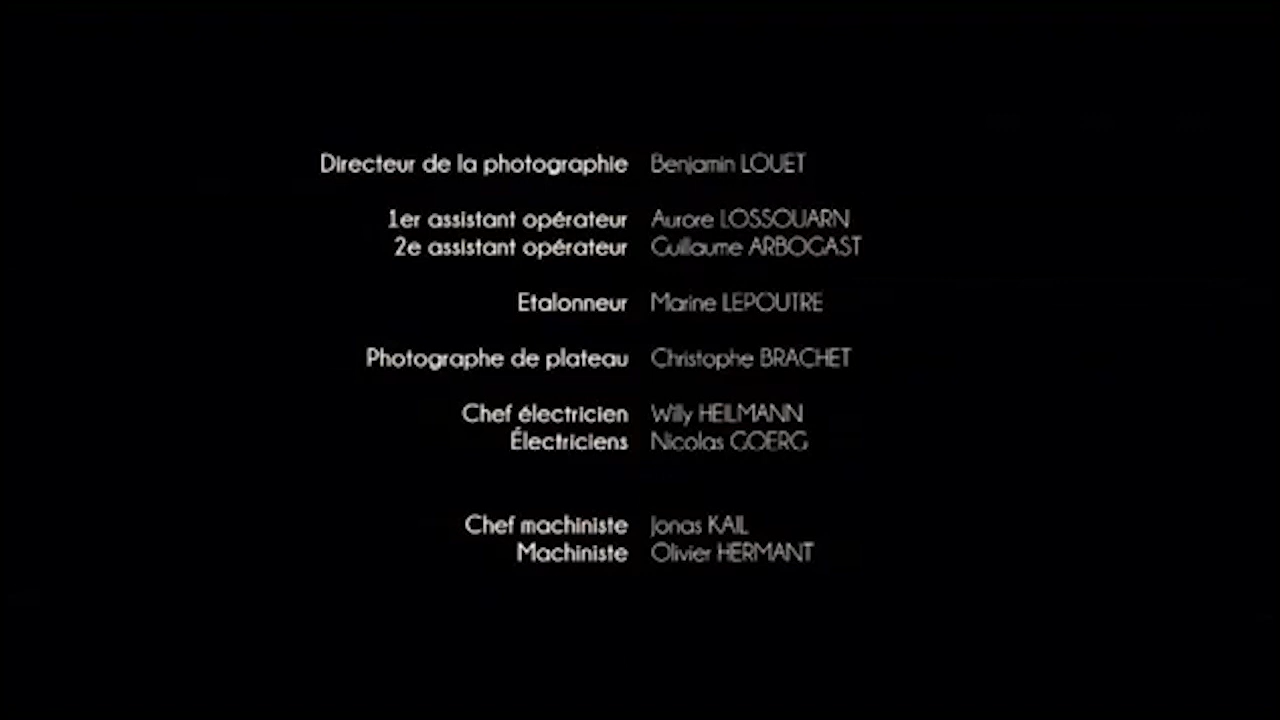 Directeur de la photographie Benjamin LOUET
1er assistant opérateur Aurore LOSSOUARN
2e assistant opérateur Guillaume ARBOGAST
Etalonneur Marine LEPOUTRE
Photographe de plateau Christophe BRACHET
Chef électricien Willy HEILMANN
Électriciens Nicolas GOERG
Chef machiniste Jonas KAIL
Machiniste Olivier HERMANT